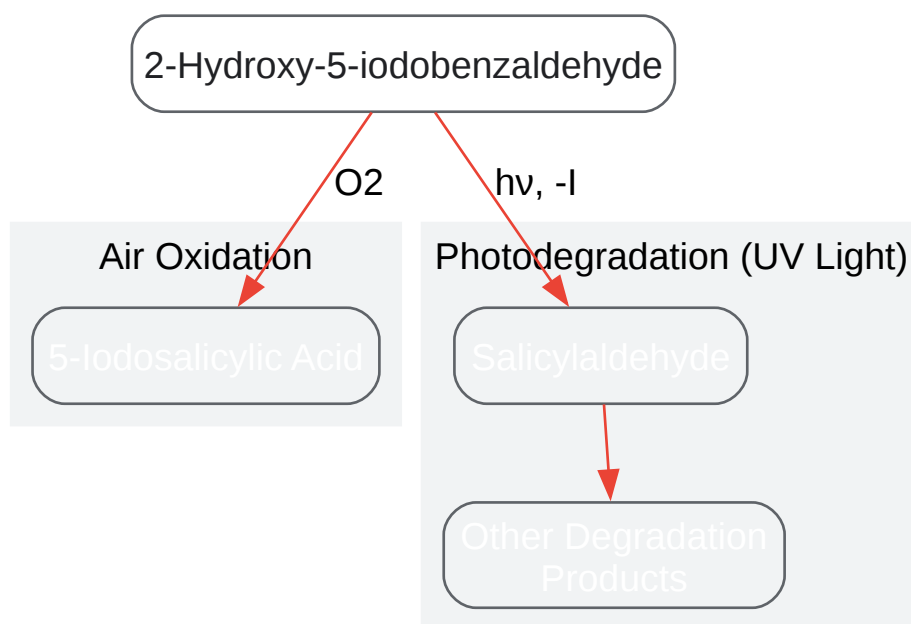 2-Hydroxy-5-iodobenzaldehyde
O2
hν, -I
Air Oxidation
Photodegradation (UV Light)
5-Iodosalicylic Acid
Salicylaldehyde
Other Degradation
Products